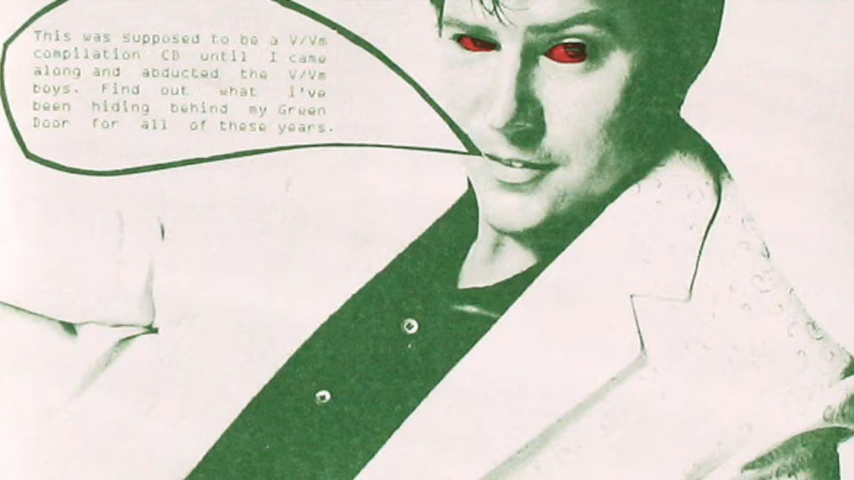 This was supposed to be a V/Vm
compilation CD until I came
along and abducted the V/Vm
boys. Find out what i've
been hiding behind my Green
Door for all of these years.